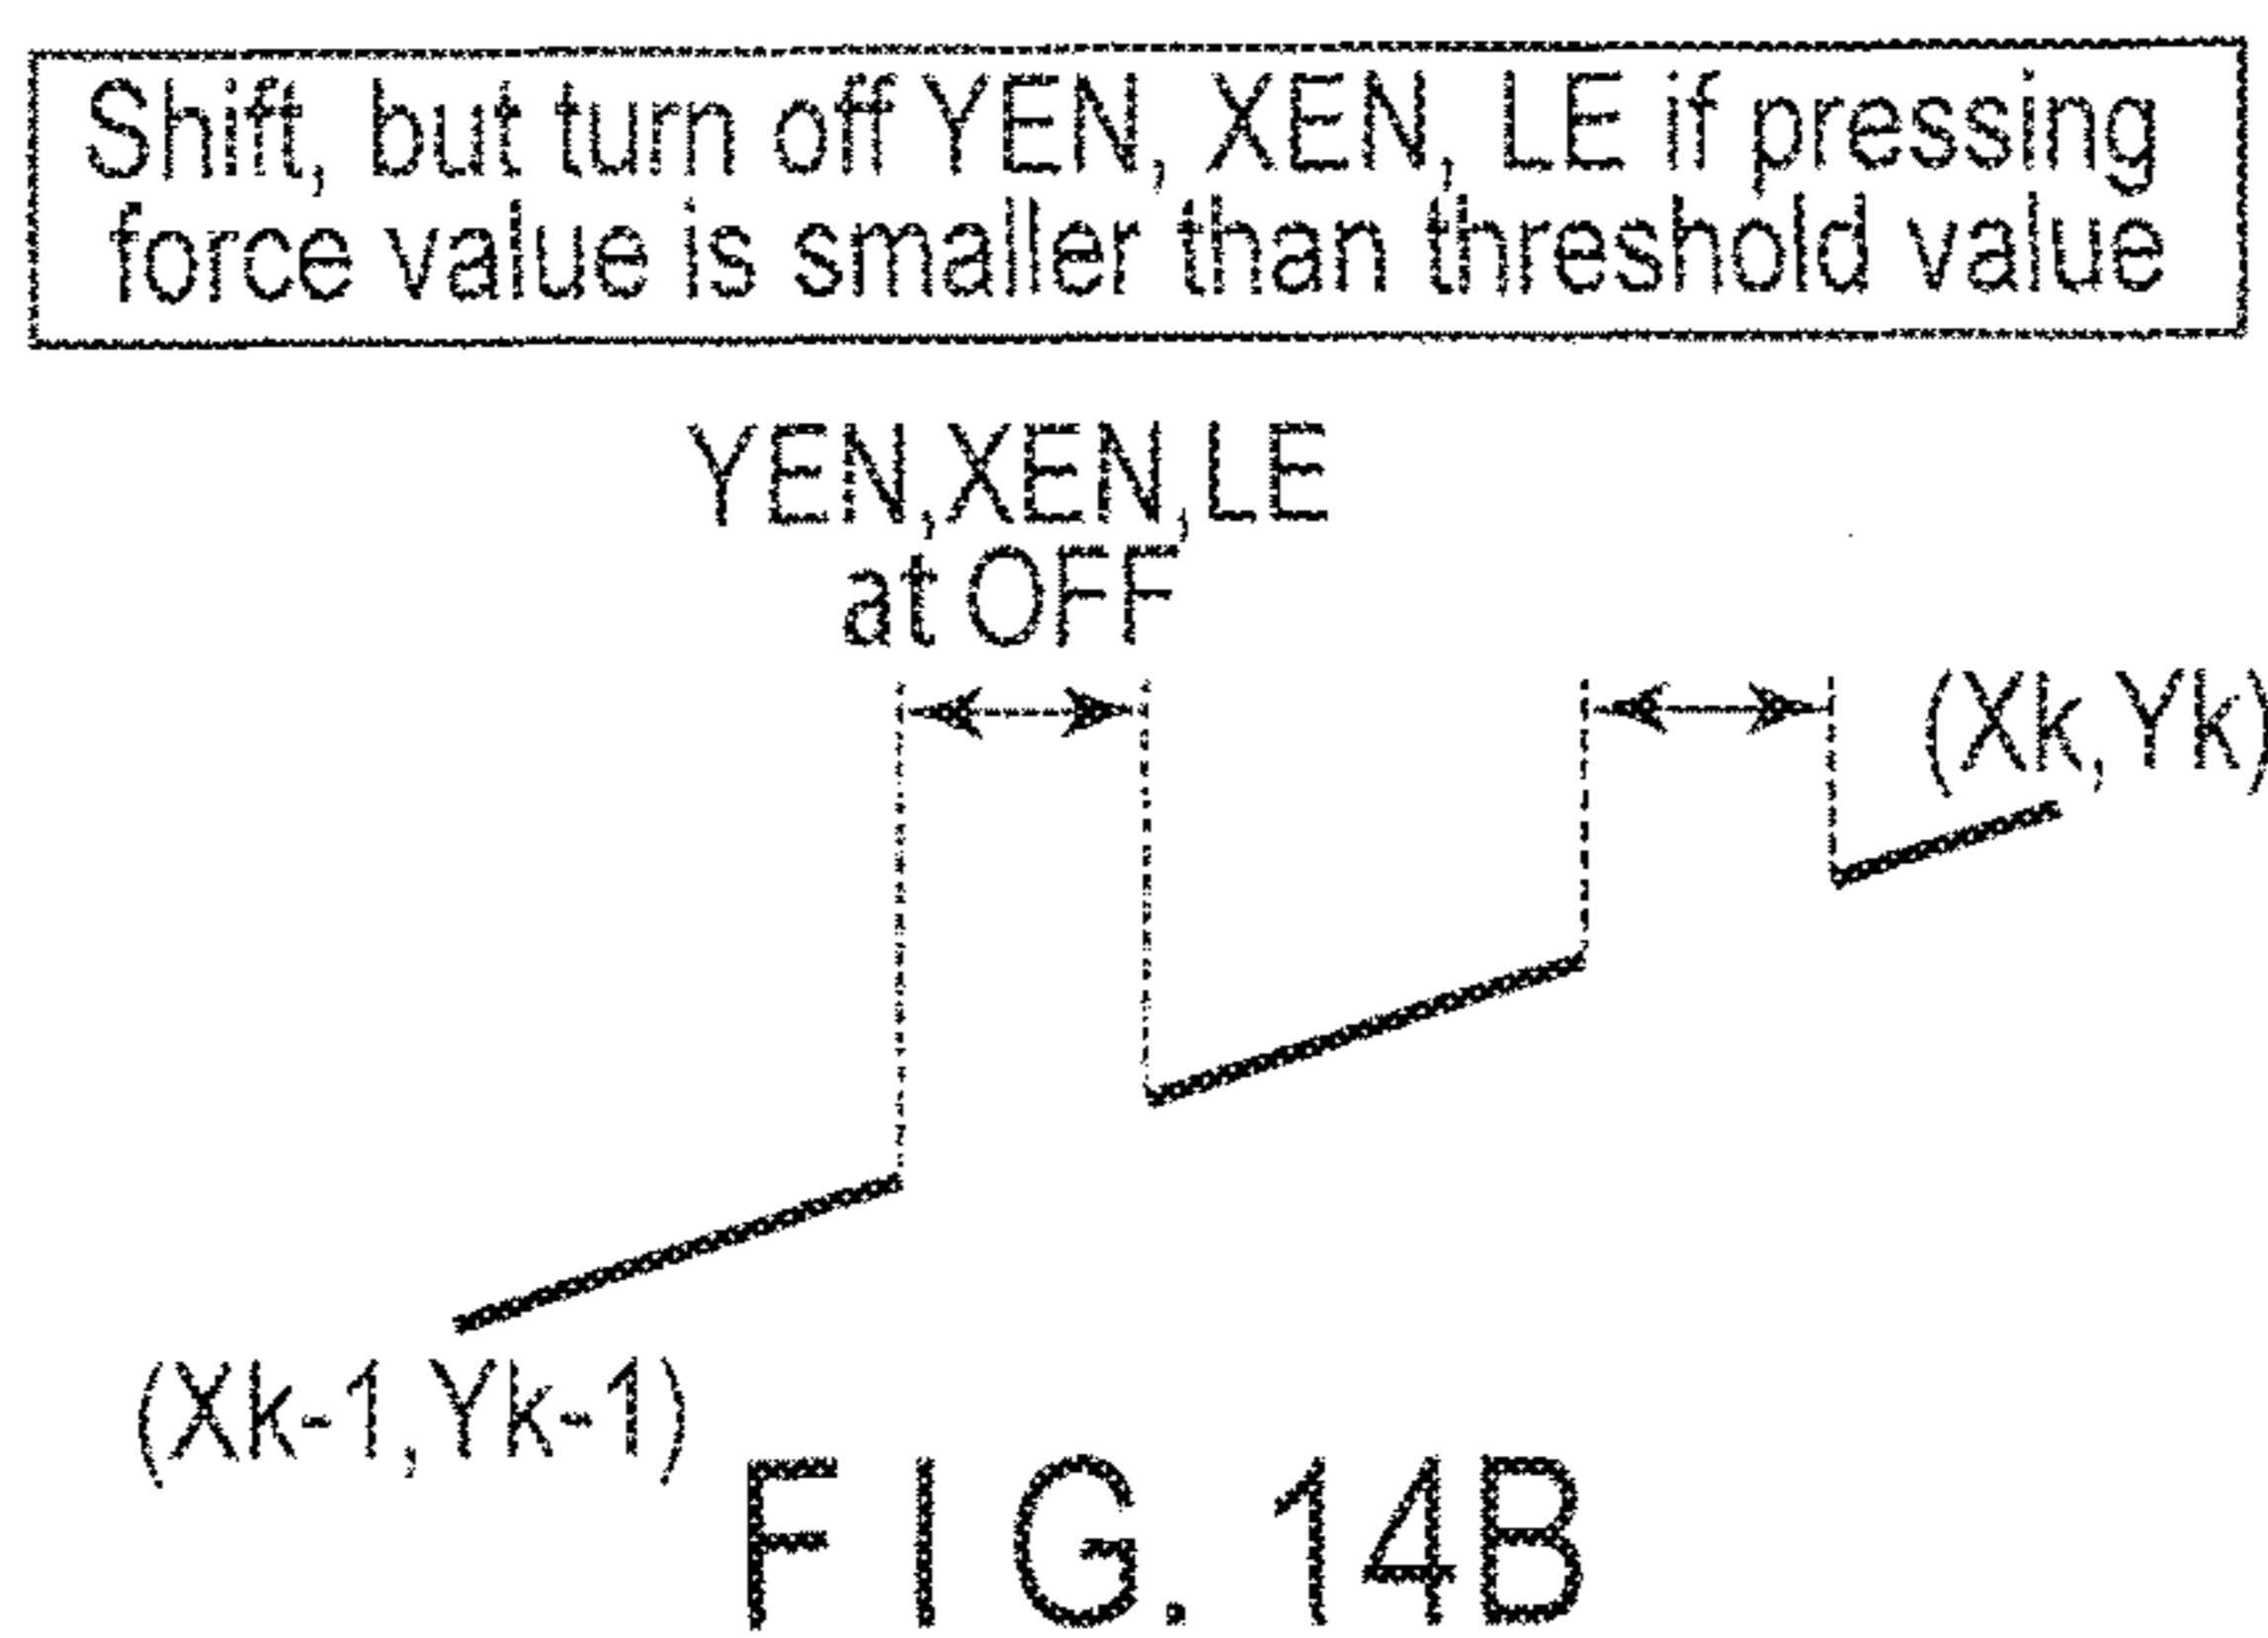 Shift, but turn off YEN, XEN, LE if pressing
force value is smaller than threshold value
YEN,XEN,LE
at OFF
(Xk,Yk)
(Xk-1,Yk-1)
FIG. 14B